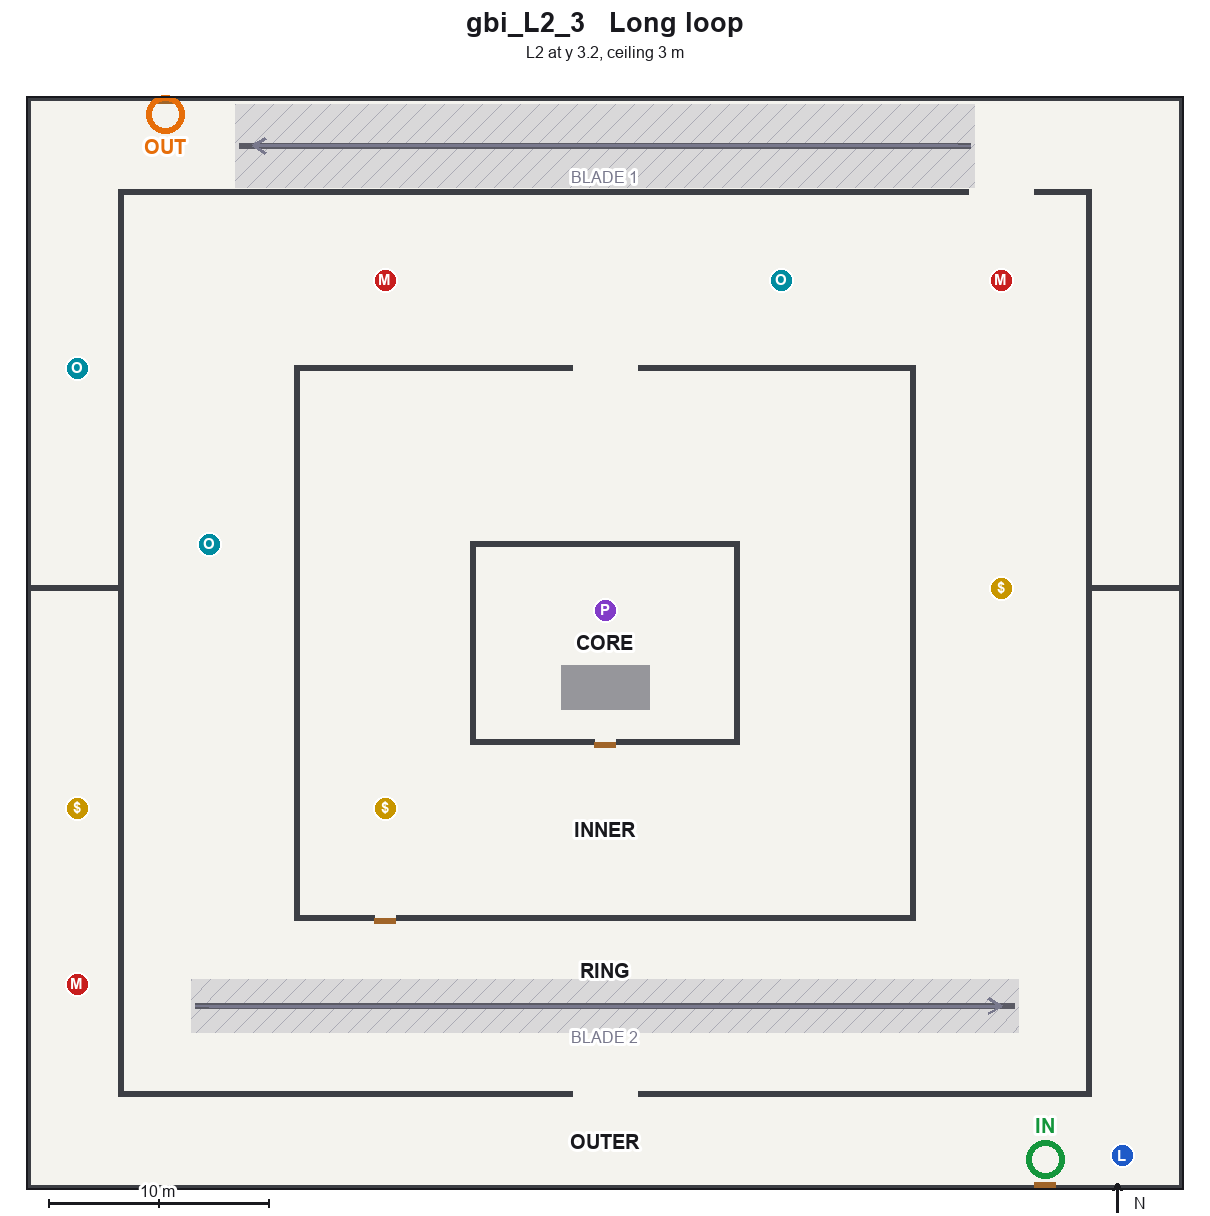 gbi_L2_3 Long loop
L2 at y 3.2, ceiling 3 m
OUT
BLADE 1
M
O
M
O
O
P
$
CORE
$
$
INNER
RING
M
BLADE 2
IN
OUTER
L
10 m
N